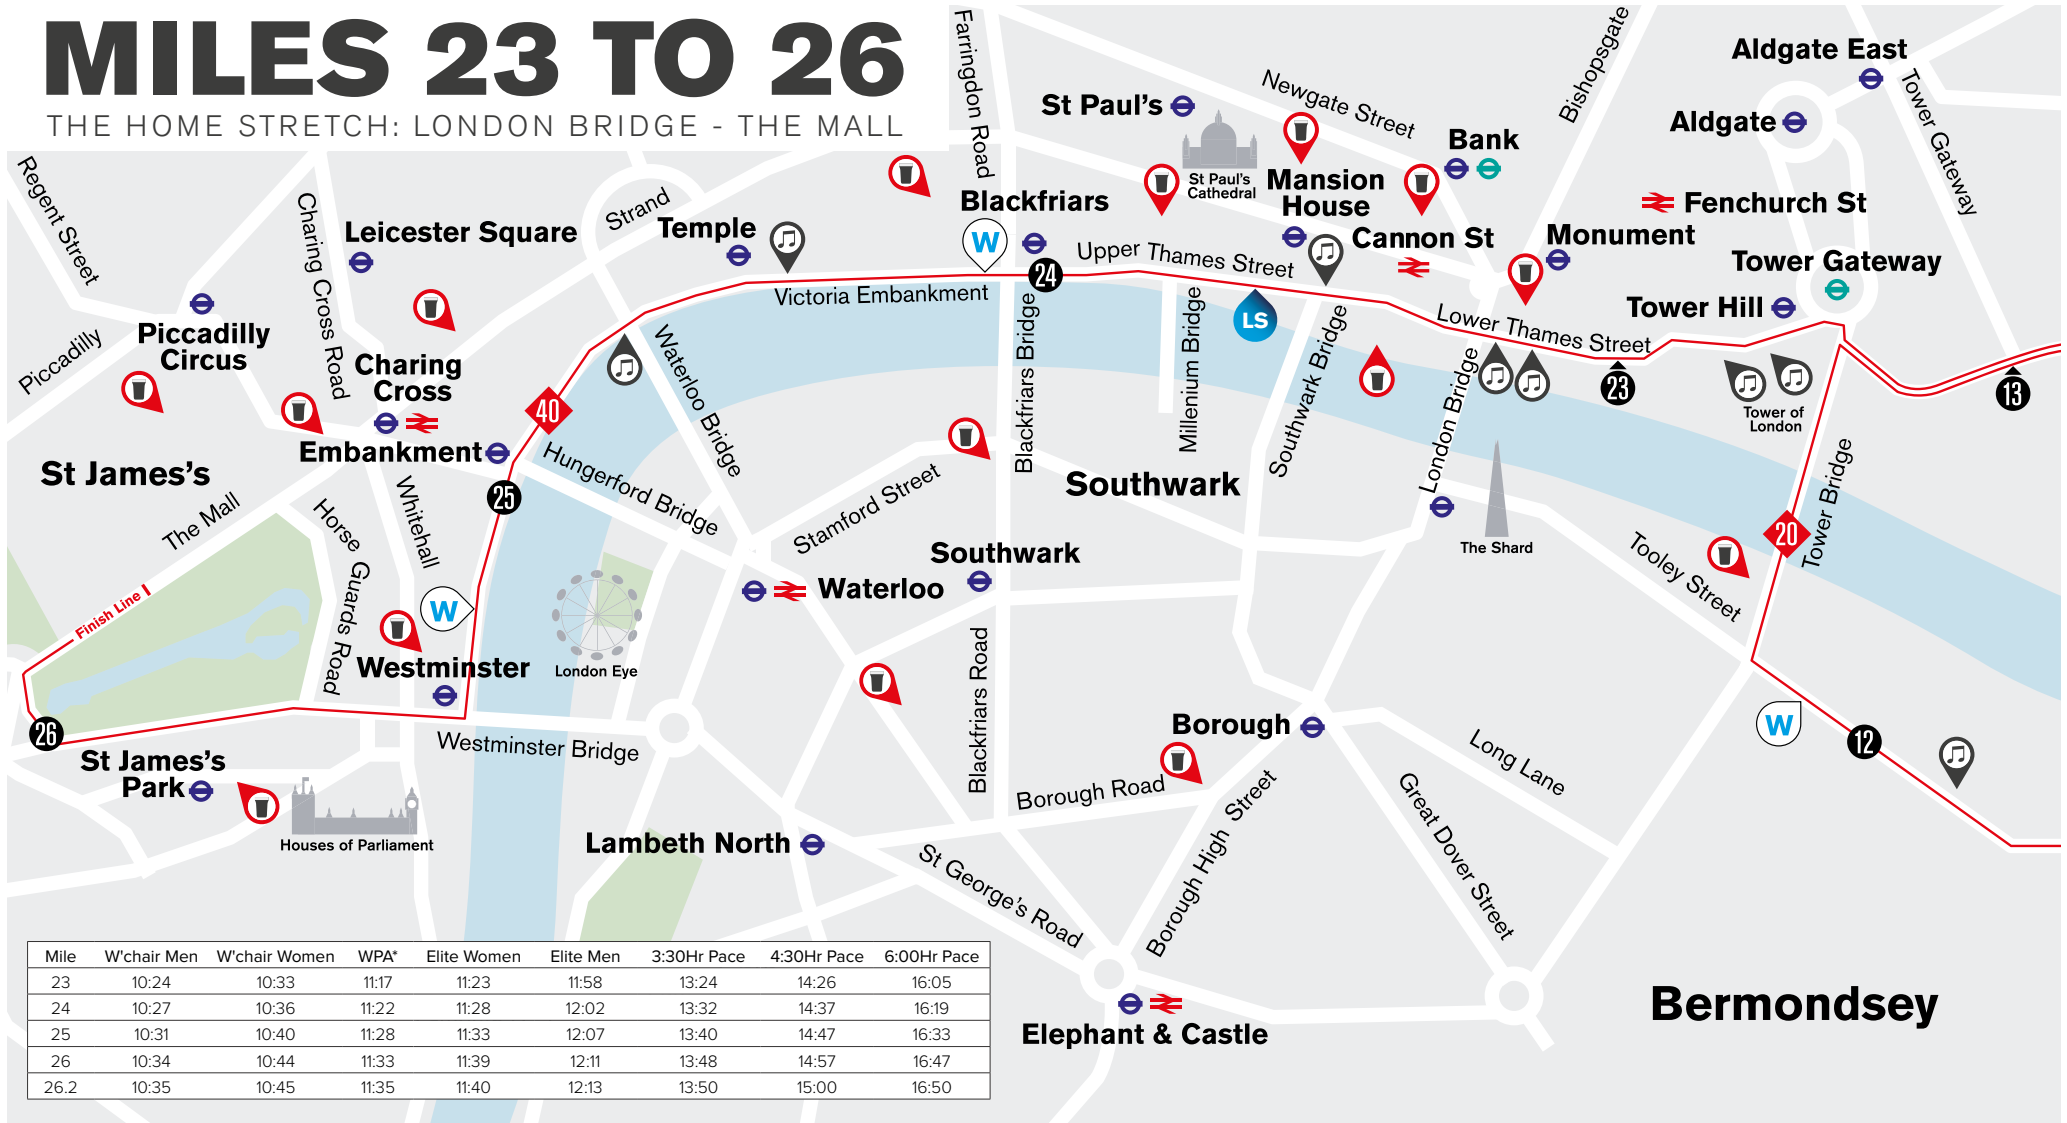 MILES 23 TO 26
THE HOME STRETCH: LONDON BRIDGE - THE MALL
Farringdon Road
Newgate Street
Bishopsgate
Aldgate East
Tower Gateway
Aldgate
St Paul's
St Paul's
Cathedral
Bank
Mansion
House
Fenchurch St
Regent Street
Charing Cross Road
Leicester Square
Strand
Temple
Blackfriars
W
Upper Thames Street
Cannon St
Monument
Tower Gateway
Tower Hill
24
Victoria Embankment
LS
Lower Thames Street
Piccadilly
Piccadilly
Circus
Charing
Cross
Embankment
40
Waterloo Bridge
Blackfriars Bridge
Millenium Bridge
Southwark Bridge
London Bridge
23
Tower of
London
13
St James's
25
Hungerford Bridge
Stamford Street
Southwark
The Shard
Tower Bridge
20
The Mall
Horse Guards Road
Whitehall
Tooley Street
Southwark
Waterloo
Finish Line
W
Westminster
London Eye
Blackfriars Road
26
St James's
Park
Westminster Bridge
Borough
Long Lane
W
12
Houses of Parliament
Lambeth North
Borough Road
Borough High Street
Great Dover Street
St George's Road
Elephant & Castle
Bermondsey
Mile W'chair Men W'chair Women WPA* Elite Women Elite Men 3:30Hr Pace 4:30Hr Pace 6:00Hr Pace
23 10:24 10:33 11:17 11:23 11:58 13:24 14:26 16:05
24 10:27 10:36 11:22 11:28 12:02 13:32 14:37 16:19
25 10:31 10:40 11:28 11:33 12:07 13:40 14:47 16:33
26 10:34 10:44 11:33 11:39 12:11 13:48 14:57 16:47
26.2 10:35 10:45 11:35 11:40 12:13 13:50 15:00 16:50